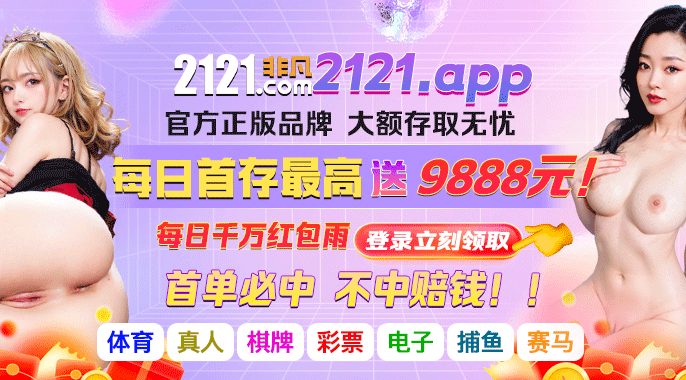 2121.com 非凡 2121.app
官方正版品牌 大额存取无忧
每日首存最高送9888元!
每日千万红包雨 登录立刻领取
首单必中 不中赔钱!!
体育 真人 棋牌 彩票 电子 捕鱼 赛马